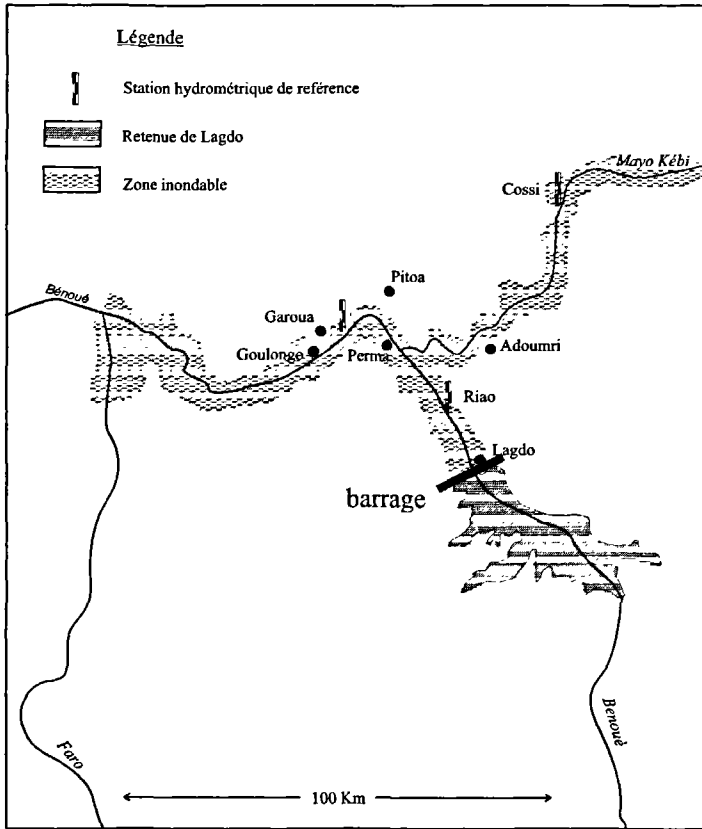 Légende
Station hydrométrique de reférence
Retenue de Lagdo
Zone inondable
Mayo Kébi
Cossi
Pitoa
Bénoué
Garoua
Goulongo
Perma
Adoumri
Riao
Lagdo
barrage
Benoué
Faro
100 Km